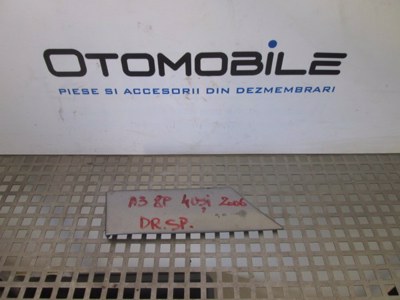 OTOMOBILE
PIESE SI ACCESORII DIN DEZMEMBRARI
A3 8P 4usi 2006
DR.SP.